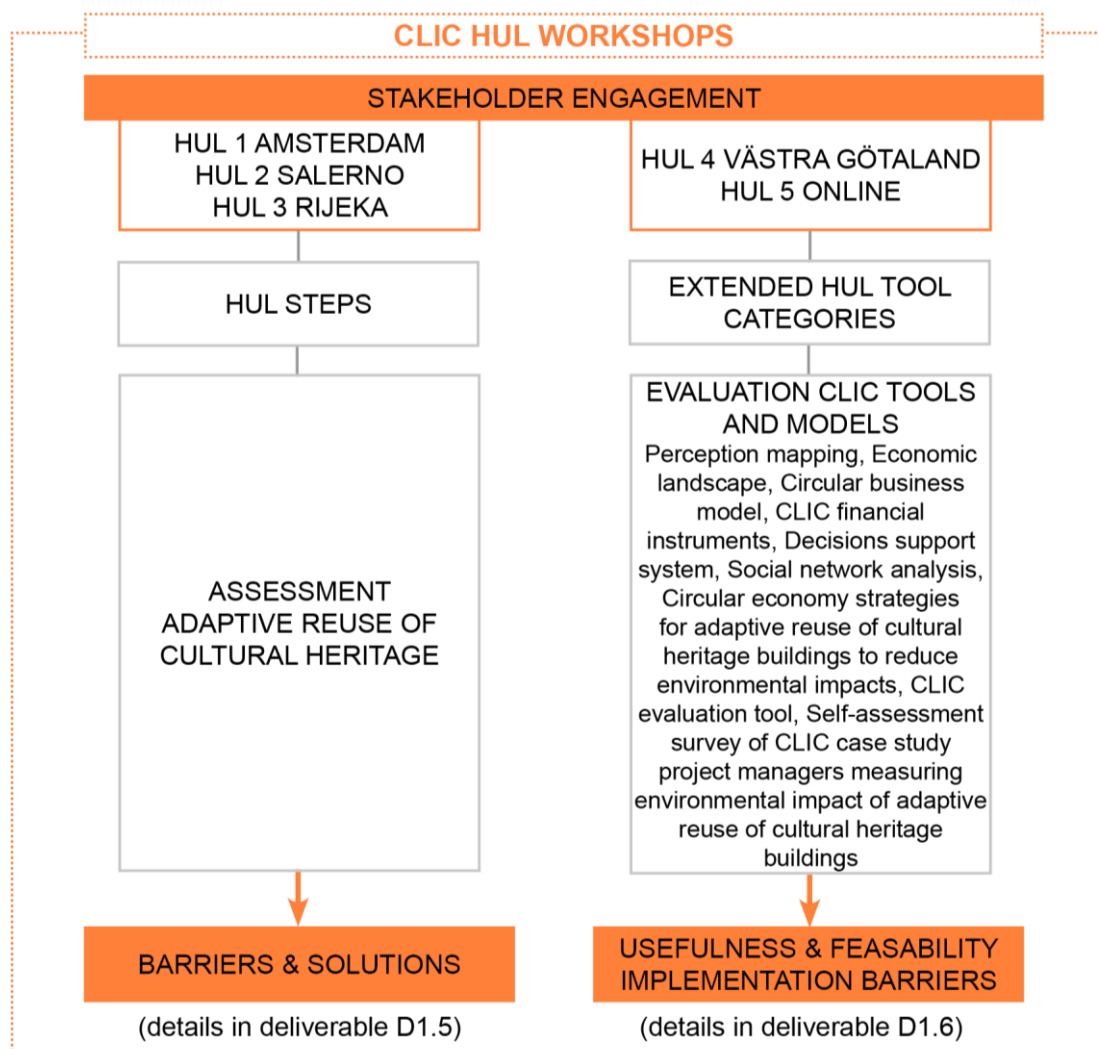 CLIC HUL WORKSHOPS
STAKEHOLDER ENGAGEMENT
HUL 1 AMSTERDAM
HUL 2 SALERNO
HUL 3 RIJEKA
HUL STEPS
ASSESSMENT
ADAPTIVE REUSE OF
CULTURAL HERITAGE
BARRIERS & SOLUTIONS
(details in deliverable D1.5)
HUL 4 VÄSTRA GÖTALAND
HUL 5 ONLINE
EXTENDED HUL TOOL
CATEGORIES
EVALUATION CLIC TOOLS
AND MODELS
Perception mapping, Economic
landscape, Circular business
model, CLIC financial
instruments, Decisions support
system, Social network analysis,
Circular economy strategies
for adaptive reuse of cultural
heritage buildings to reduce
environmental impacts, CLIC
evaluation tool, Self-assessment
survey of CLIC case study
project managers measuring
environmental impact of adaptive
reuse of cultural heritage
buildings
USEFULNESS & FEASABILITY
IMPLEMENTATION BARRIERS
(details in deliverable D1.6)